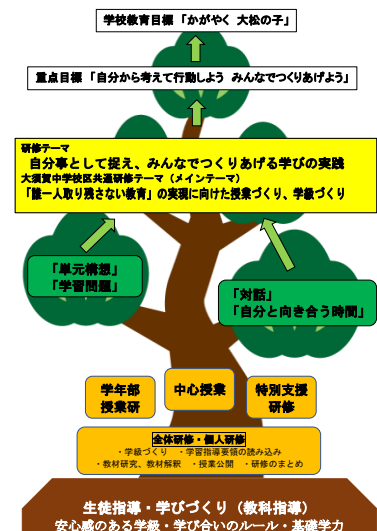 学校教育目標 「かがやく 大松の子」
重点目標 「自分から考えて行動しよう みんなでつくりあげよう」
研修テーマ
自分事として捉え、みんなでつくりあげる学びの実践
大須賀中学校区共通研修テーマ（メインテーマ）
「誰一人取り残さない教育」の実現に向けた授業づくり、学級づくり
「単元構想」
「学習問題」
「対話」
「自分と向き合う時間」
学年部
授業研
中心授業
特別支援
研修
全体研修・個人研修
・学級づくり ・学習指導要領の読み込み
・教材研究、教材解釈 ・授業公開 ・研修のまとめ
生徒指導・学びづくり（教科指導）
安心感のある学級・学び合いのルール・基礎学力